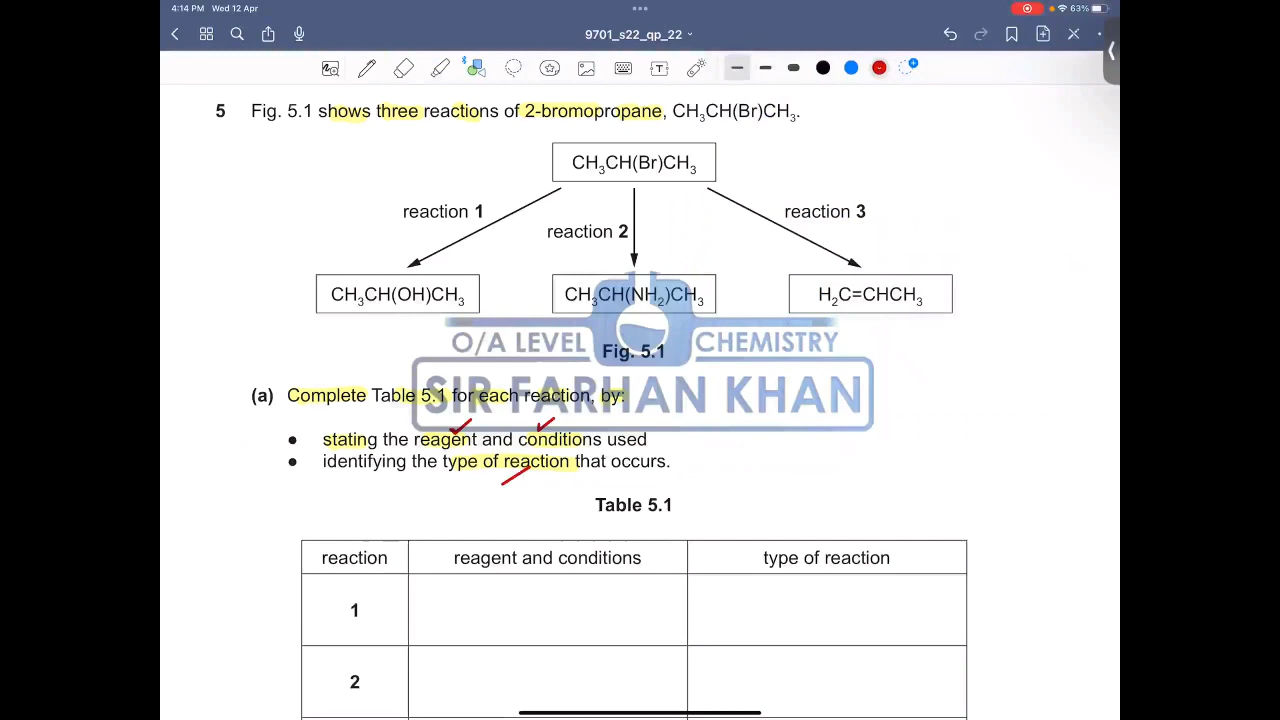 4:14 PM Wed 12 Apr
63%
9701_s22_qp_22
T
5 Fig. 5.1 shows three reactions of 2-bromopropane, CH₃CH(Br)CH₃.
CH₃CH(Br)CH₃
reaction 1
reaction 3
reaction 2
CH₃CH(OH)CH₃
CH₃CH(NH₂)CH₃
H₂C=CHCH₃
O/A LEVEL CHEMISTRY
Fig. 5.1
SIR FARHAN KHAN
(a) Complete Table 5.1 for each reaction, by:
• stating the reagent and conditions used
• identifying the type of reaction that occurs.
Table 5.1
reaction reagent and conditions type of reaction
1
2